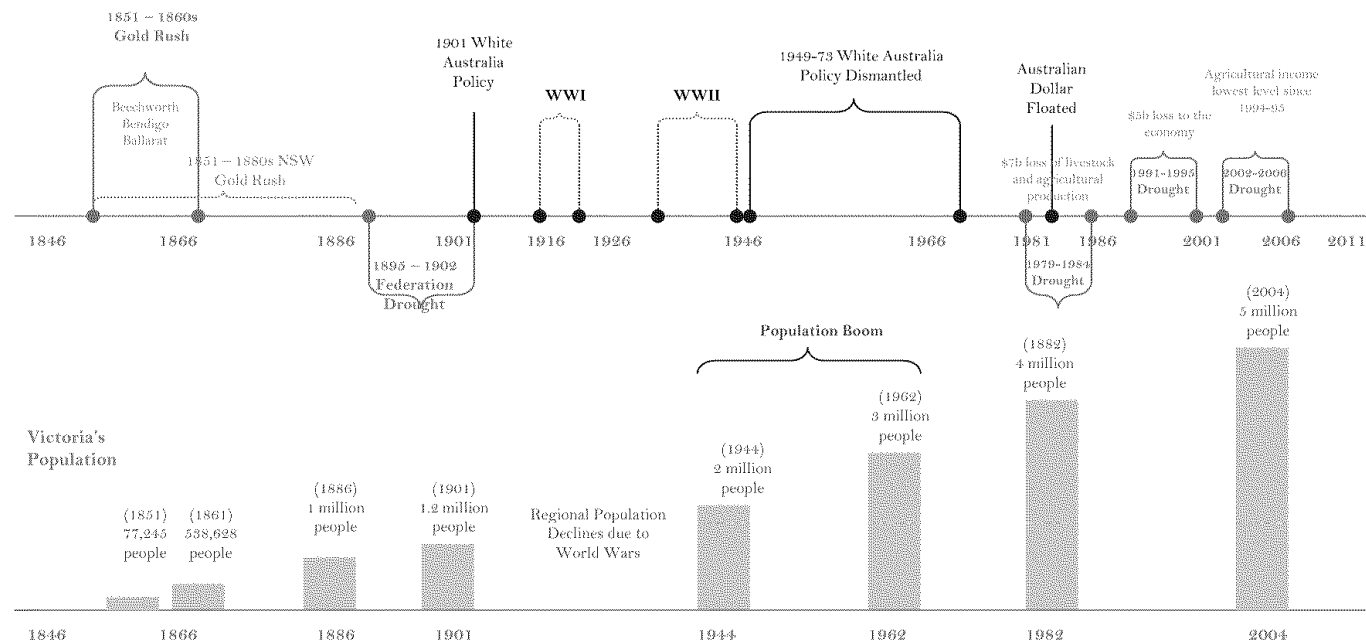 1851 – 1860s
Gold Rush
Beechworth
Bendigo
Ballarat
1851 – 1880s NSW
Gold Rush
1901 White
Australia
Policy
WWI
WWII
1949-73 White Australia
Policy Dismantled
Australian
Dollar
Floated
$7b loss of livestock
and agricultural
production
$5b loss to the
economy
Agricultural income
lowest level since
1994-95
1991-1995
Drought
2002-2006
Drought
1846 1866 1886 1901 1916 1926 1946 1966 1981 1986 2001 2006 2011
1895 – 1902
Federation
Drought
1979-1984
Drought
Population Boom
Victoria's
Population
(1851)
77,245
people
(1861)
538,628
people
(1886)
1 million
people
(1901)
1.2 million
people
Regional Population
Declines due to
World Wars
(1944)
2 million
people
(1962)
3 million
people
(1882)
4 million
people
(2004)
5 million
people
1846 1866 1886 1901 1944 1962 1982 2004